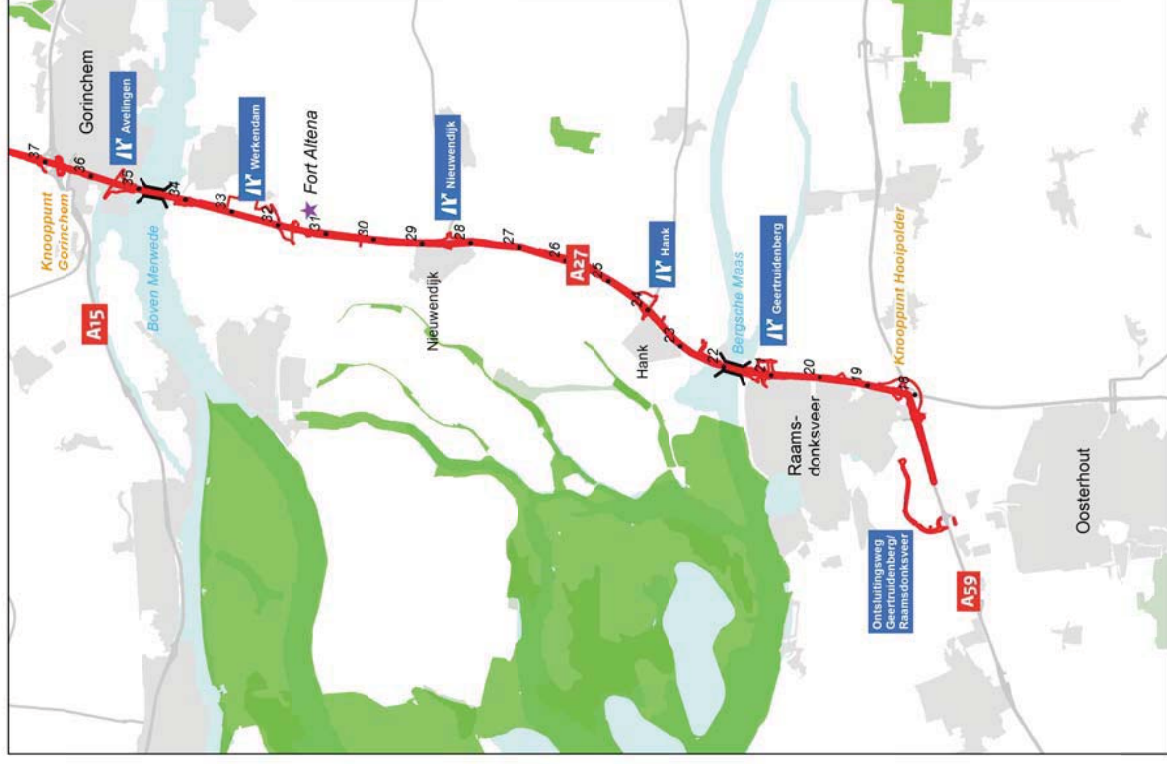 37
Knooppunt
Gorinchem
Gorinchem
36
A15
Avelingen
35
34
Boven Merwede
33
Werkendam
32
Fort Altena
31
30
29
28
Nieuwendijk
Nieuwendijk
27
26
A27
25
24
Hank
Hank
23
22
Bergsche Maas
21
Geertruidenberg
20
19
Raams-
donksveer
18
Knooppunt Hooipolder
Ontsluitingsweg
Geertruidenberg/
Raamsdonksveer
A59
Oosterhout